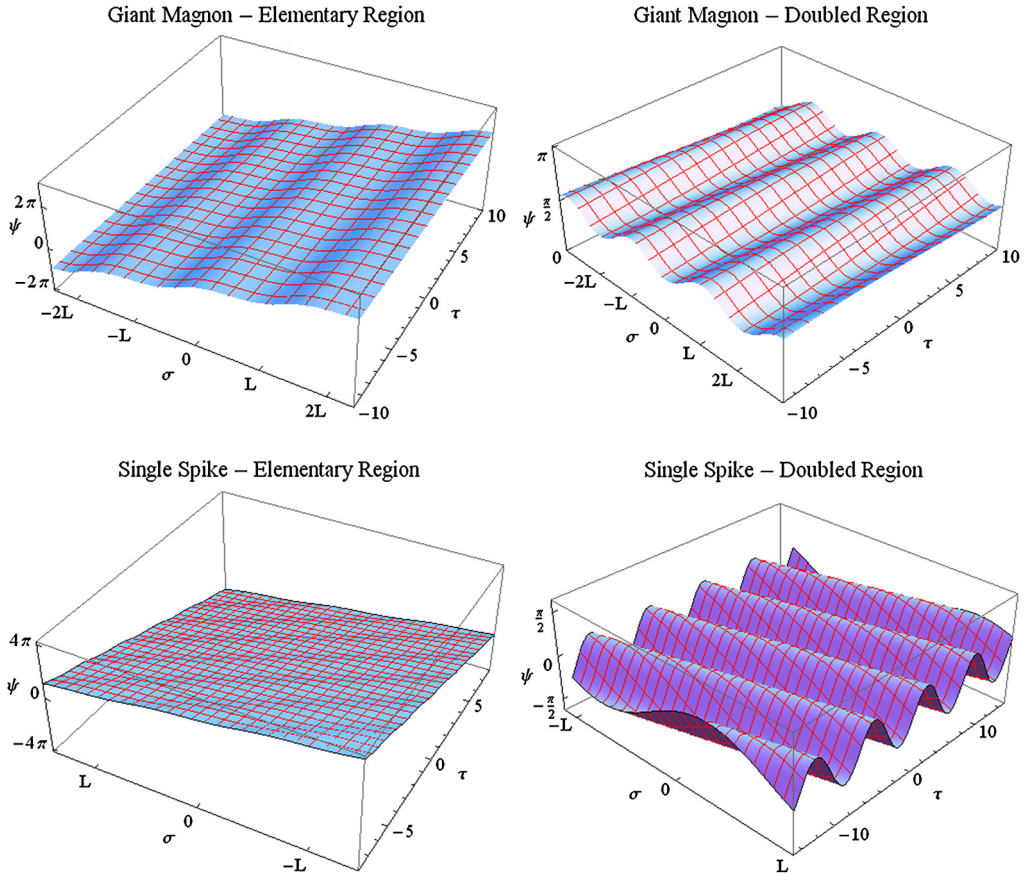 Giant Magnon – Elementary Region
2π
ψ 0
−2π
−2L
−L
0
σ
L
2L
−10
−5
0
τ
5
10
Giant Magnon – Doubled Region
π
ψ π/2
0
−2L
−L
σ 0
L
2L
−10
−5
0
τ
5
10
Single Spike – Elementary Region
4π
ψ 0
−4π
L
0
σ
−L
−5
0
τ
5
Single Spike – Doubled Region
π/2
0
ψ
−π/2
−L
σ 0
L
−10
0
τ
10